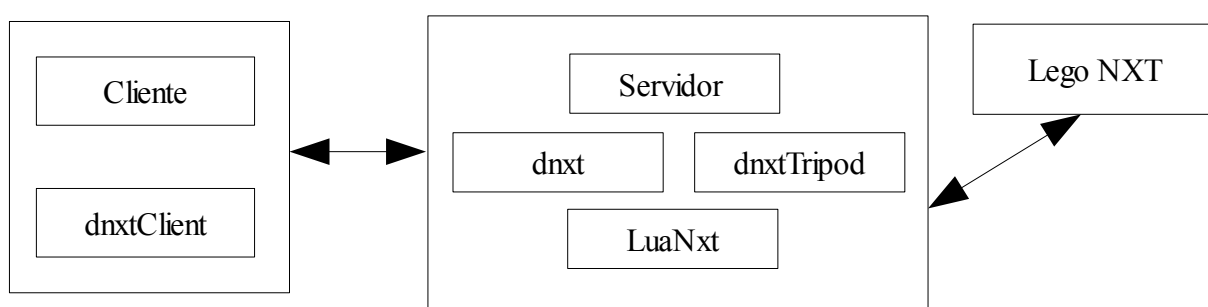 Cliente
dnxtClient
Servidor
dnxt
dnxtTripod
LuaNxt
Lego NXT